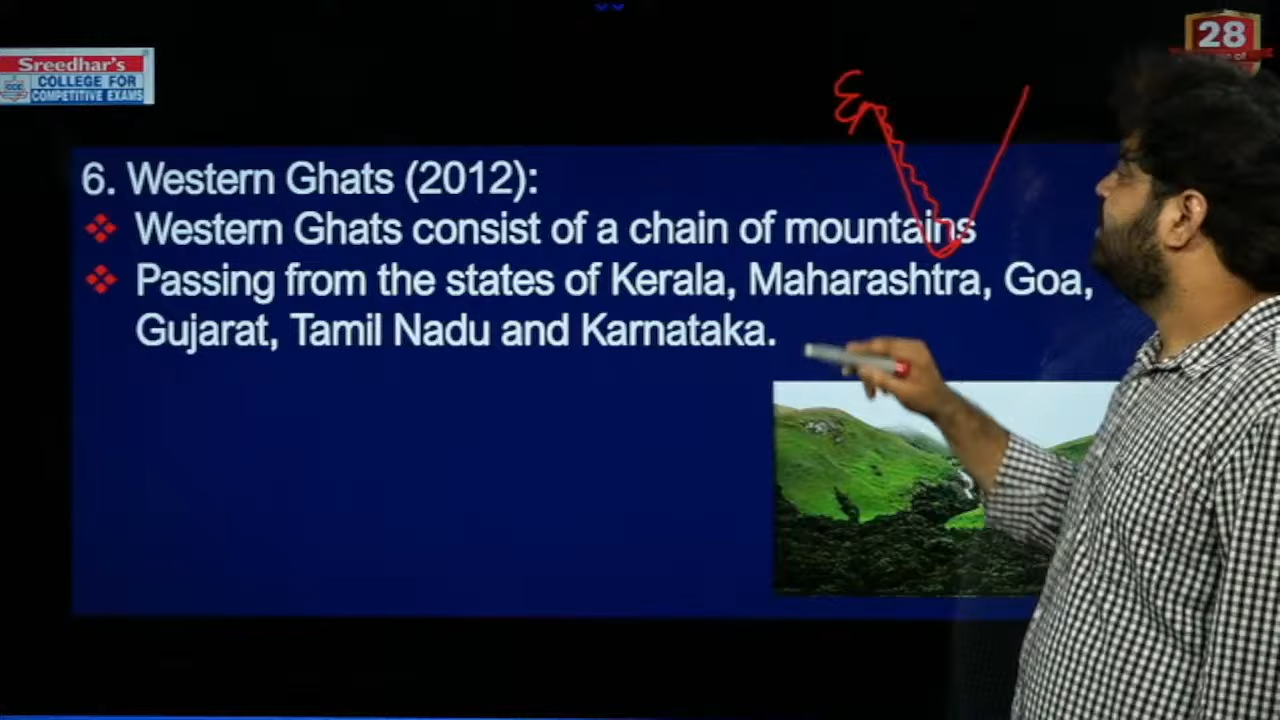 Sreedhar's
COLLEGE FOR
COMPETITIVE EXAMS
28
6. Western Ghats (2012):
Western Ghats consist of a chain of mountains
Passing from the states of Kerala, Maharashtra, Goa,
Gujarat, Tamil Nadu and Karnataka.